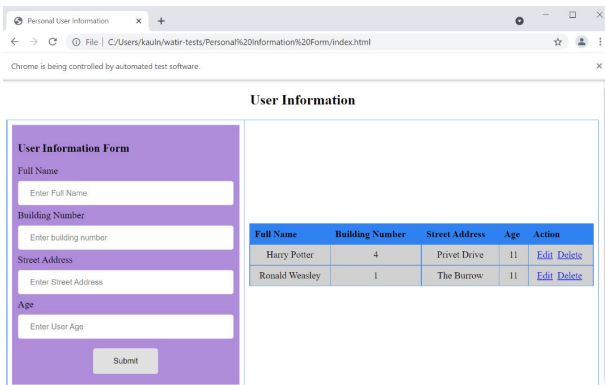 Personal User Information
File | C:/Users/kauln/watir-tests/Personal%20Information%20Form/index.html
Chrome is being controlled by automated test software.
User Information
User Information Form
Full Name
Enter Full Name
Building Number
Enter building number
Street Address
Enter Street Address
Age
Enter User Age
Submit
Full Name Building Number Street Address Age Action
Harry Potter 4 Privet Drive 11 Edit Delete
Ronald Weasley 1 The Burrow 11 Edit Delete